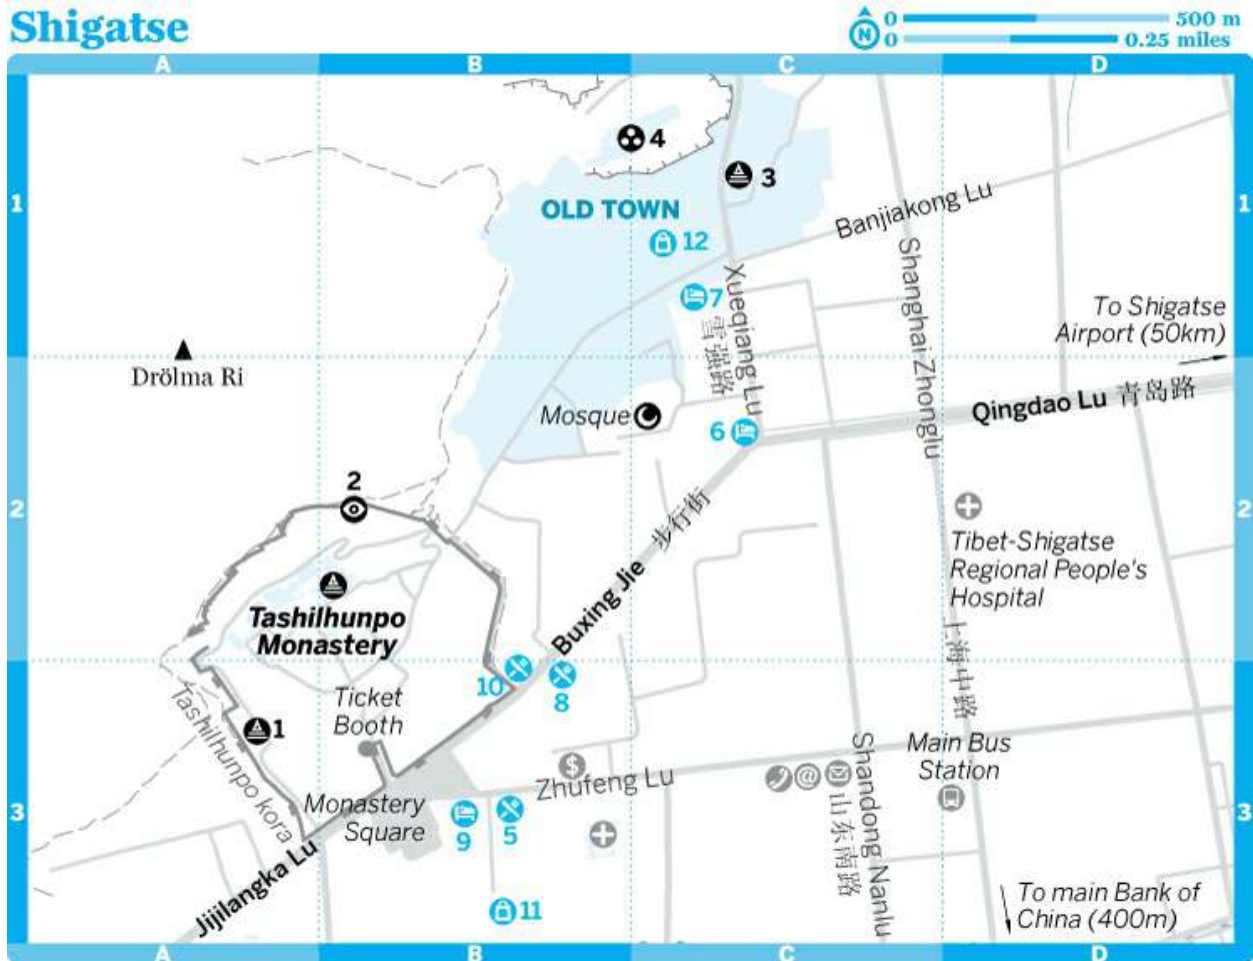 Shigatse
N
0 500 m
0 0.25 miles
A B C D
1
4
3
1
OLD TOWN
Banjiakong Lu
12
7
Xueqiang Lu
雪强路
Shanghai Zhonglu
To Shigatse
Airport (50km)
Drölma Ri
Mosque
6
Qingdao Lu 青岛路
2
2
2
步行街
Tibet-Shigatse
Regional People's
Hospital
Buxing Jie
Tashilhunpo
Monastery
上海中路
10
8
Ticket
Booth
Tashilhunpo kora
1
Main Bus
Station
Zhufeng Lu
$
@
Shandong Nanlu
山东南路
3
Monastery
Square
9
5
3
Jijilangka Lu
11
To main Bank of
China (400m)
A B C D